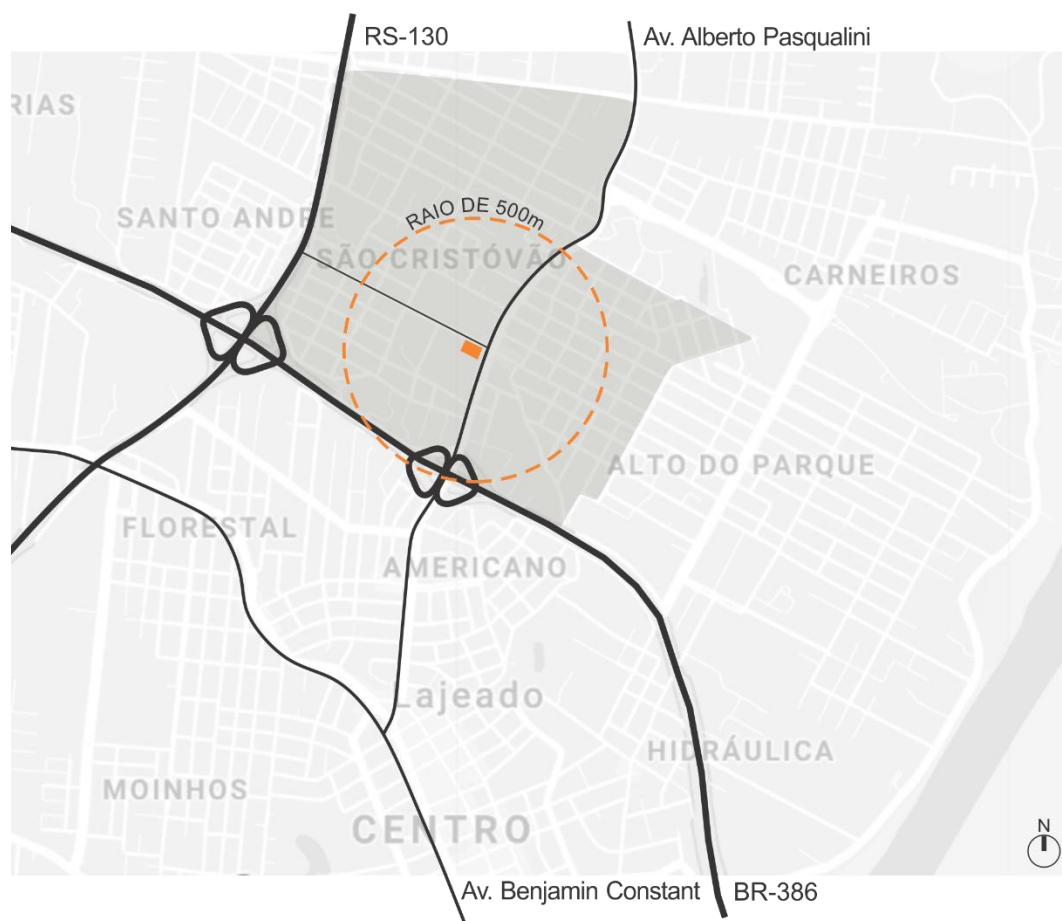 RS-130
Av. Alberto Pasqualini
RIAS
SANTO ANDRÉ
RAIO DE 500m
SÃO CRISTÓVÃO
CARNEIROS
ALTO DO PARQUE
FLORESTAL
AMERICANO
Lajeado
HIDRÁULICA
MOINHOS
CENTRO
N
Av. Benjamin Constant
BR-386